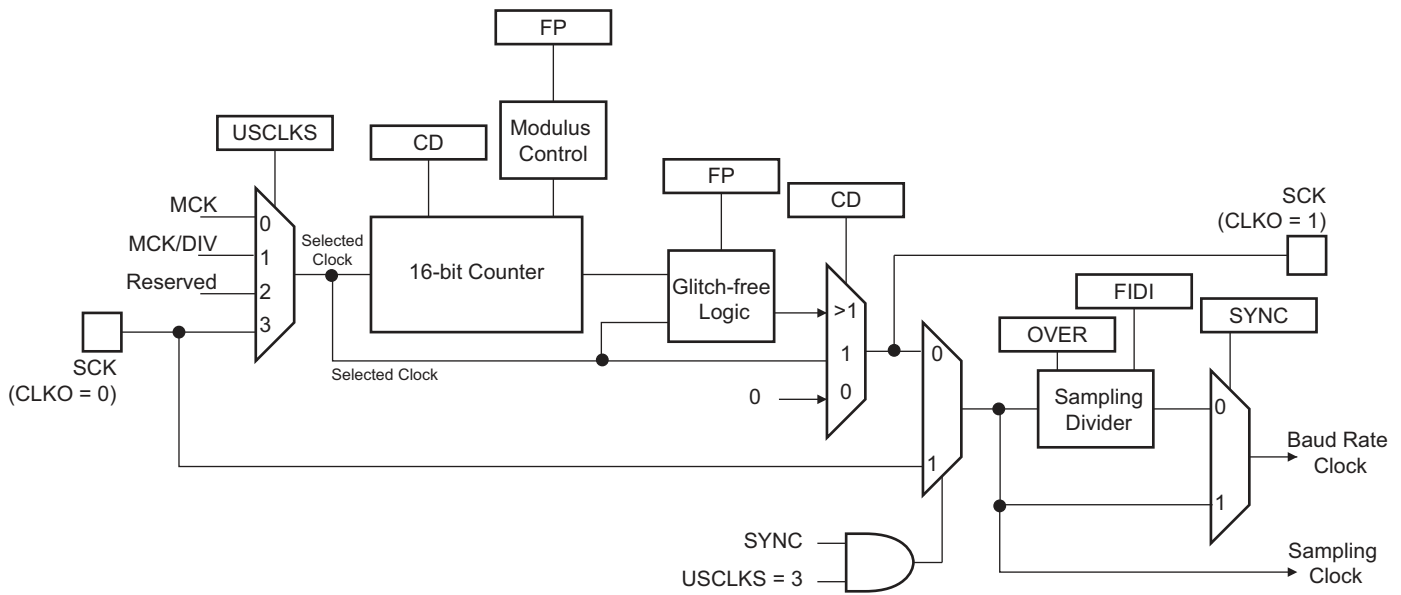 FP
USCLKS
CD
Modulus
Control
FP
CD
MCK
0
MCK/DIV
1
Reserved
2
3
Selected
Clock
16-bit Counter
Glitch-free
Logic
>1
1
0
0
Selected Clock
SCK
(CLKO = 0)
SCK
(CLKO = 1)
FIDI
OVER
SYNC
0
1
Sampling
Divider
0
1
Baud Rate
Clock
SYNC
USCLKS = 3
Sampling
Clock